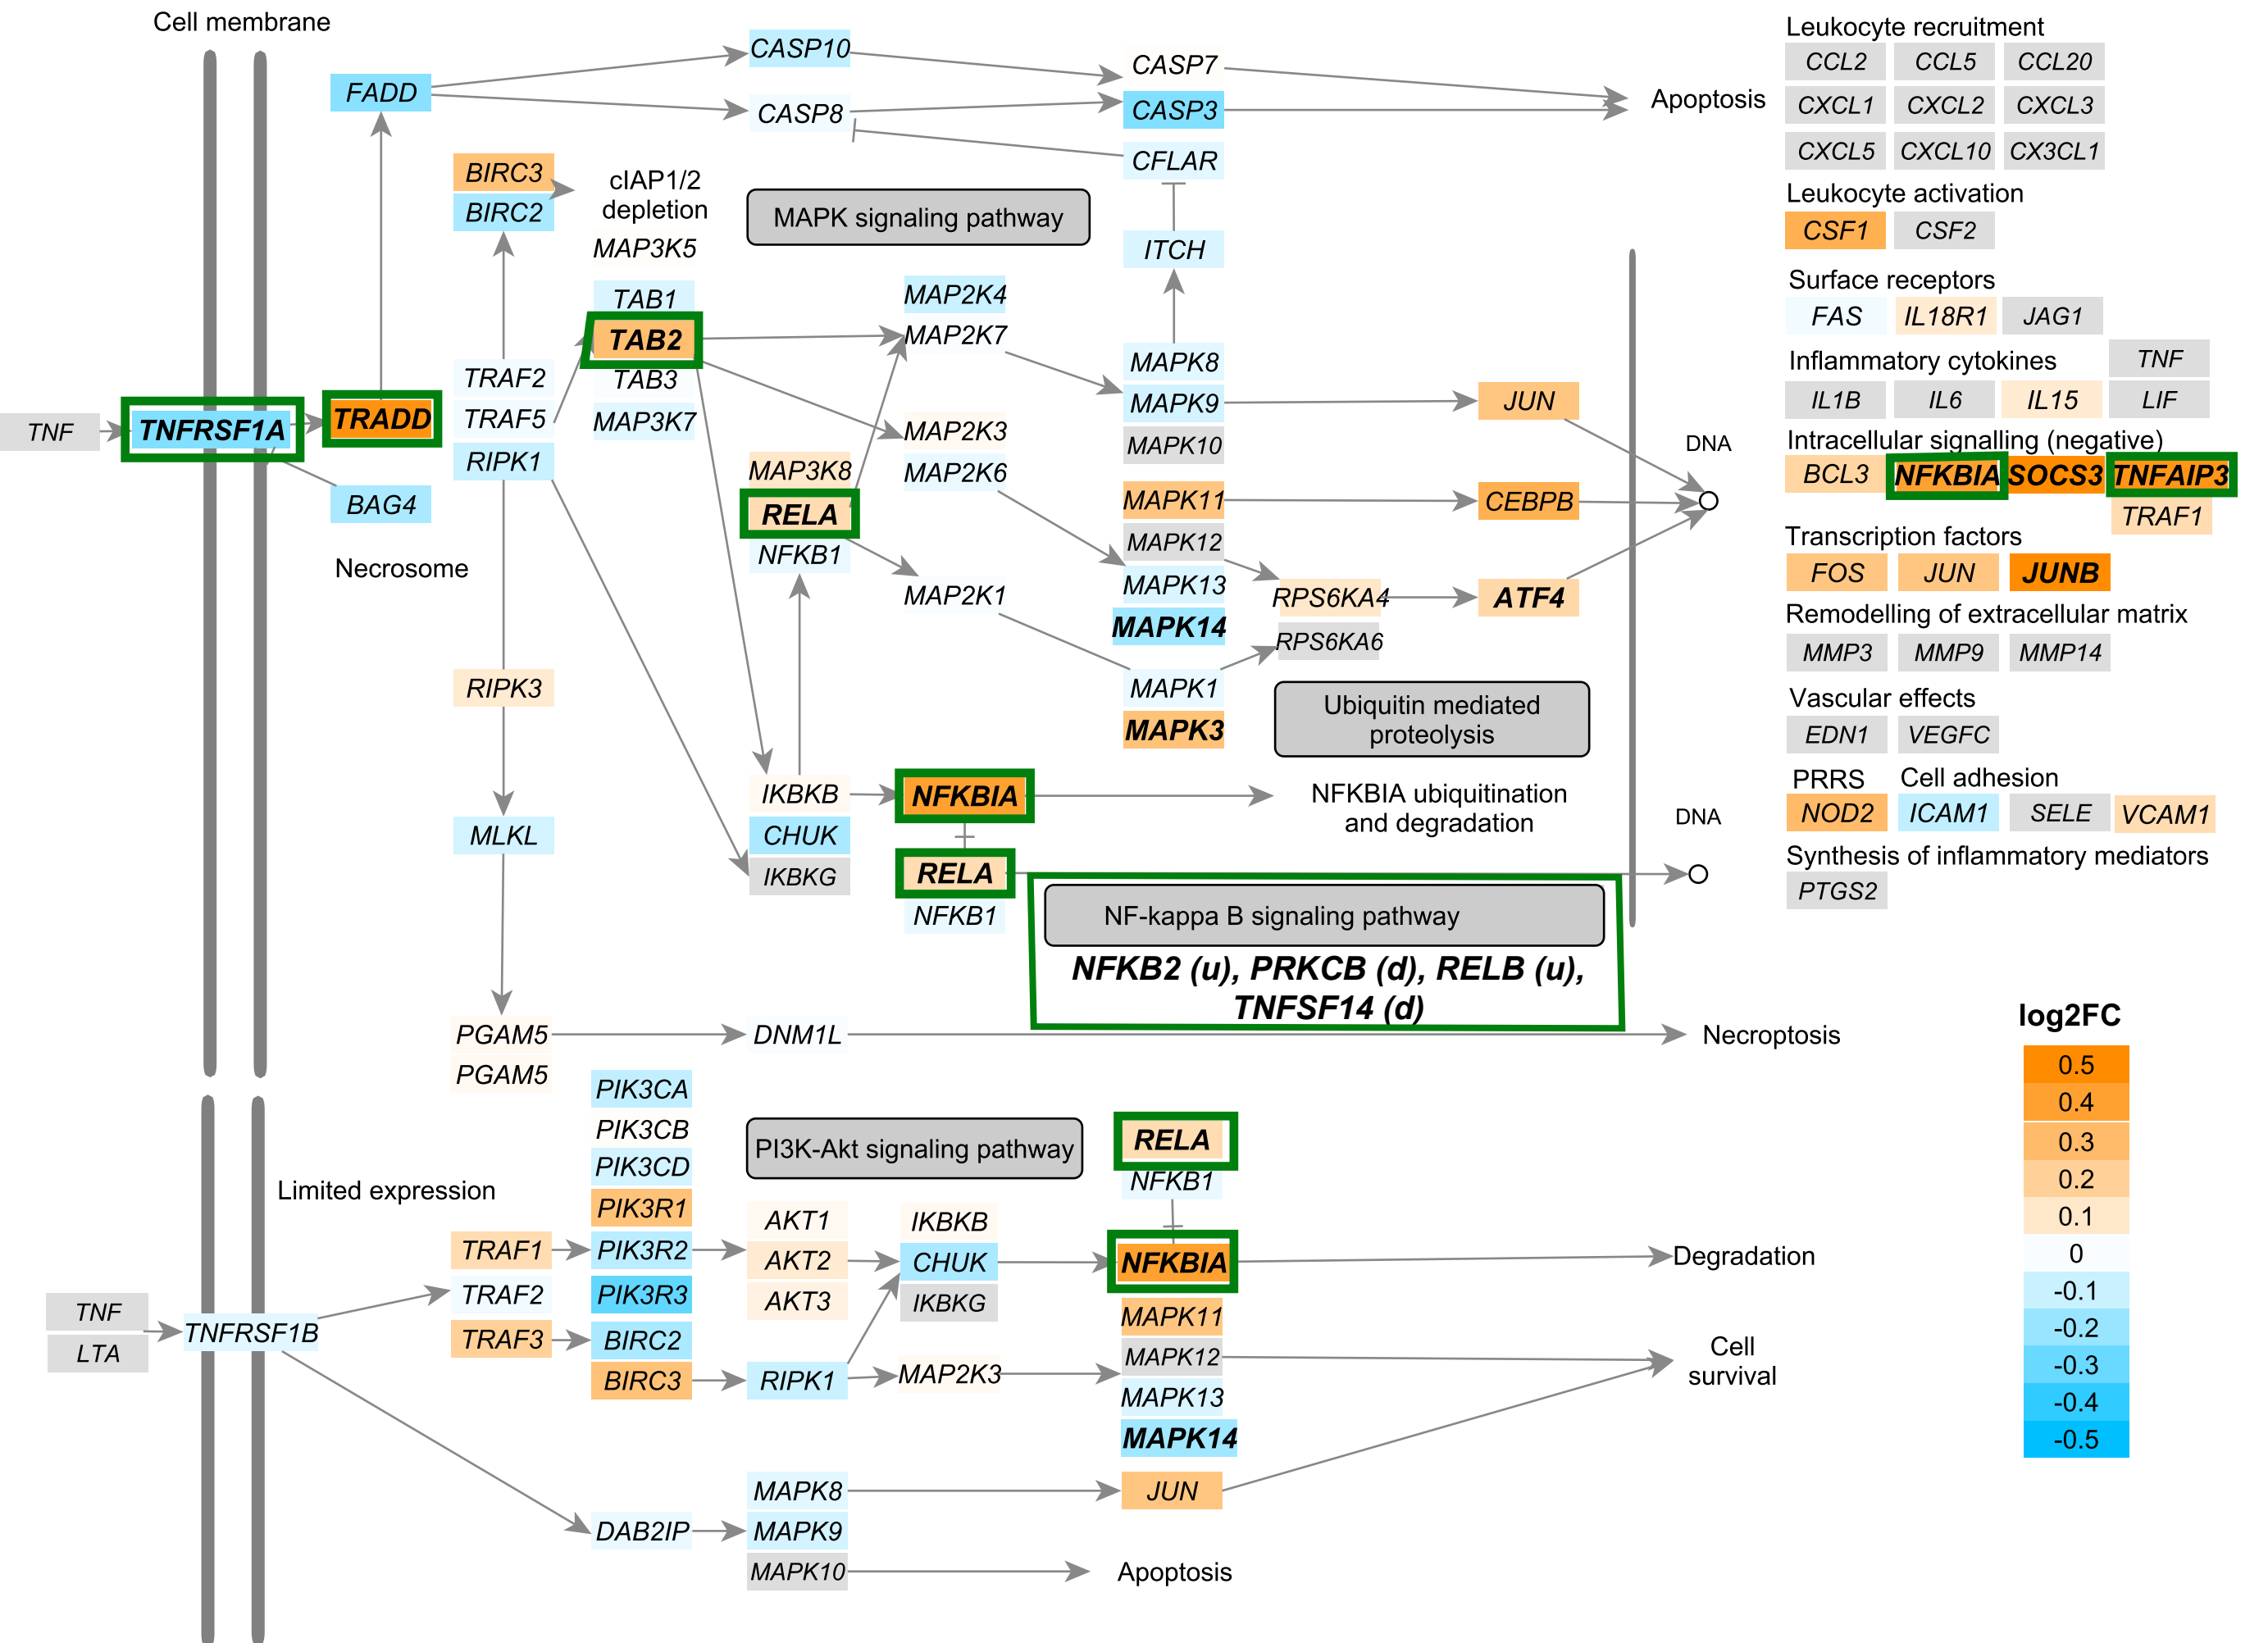 Cell membrane
FADD
CASP10
CASP8
CASP7
CASP3
CFLAR
Apoptosis
BIRC3
BIRC2
cIAP1/2
depletion
MAPK signaling pathway
MAP3K5
TAB1
TAB2
TAB3
MAP3K7
MAP2K4
MAP2K7
ITCH
TRAF2
TRAF5
RIPK1
TNF
TNFRSF1A
TRADD
BAG4
MAP2K3
MAP2K6
MAP3K8
RELA
NFKB1
MAP2K1
MAPK8
MAPK9
MAPK10
MAPK11
MAPK12
MAPK13
MAPK14
MAPK1
MAPK3
JUN
CEBPB
RPS6KA4
RPS6KA6
ATF4
DNA
Necrosome
RIPK3
MLKL
Ubiquitin mediated
proteolysis
IKBKB
CHUK
IKBKG
NFKBIA
NFKBIA ubiquitination
and degradation
RELA
NFKB1
DNA
NF-kappa B signaling pathway
NFKB2 (u), PRKCB (d), RELB (u),
TNFSF14 (d)
PGAM5
PGAM5
DNM1L
Necroptosis
PIK3CA
PIK3CB
PIK3CD
PIK3R1
PIK3R2
PIK3R3
BIRC2
BIRC3
PI3K-Akt signaling pathway
Limited expression
TRAF1
TRAF2
TRAF3
TNF
LTA
TNFRSF1B
AKT1
AKT2
AKT3
IKBKB
CHUK
IKBKG
RIPK1
MAP2K3
RELA
NFKB1
NFKBIA
MAPK11
MAPK12
MAPK13
MAPK14
Degradation
Cell
survival
DAB2IP
MAPK8
MAPK9
MAPK10
JUN
Apoptosis
Leukocyte recruitment
CCL2 CCL5 CCL20
CXCL1 CXCL2 CXCL3
CXCL5 CXCL10 CX3CL1
Leukocyte activation
CSF1 CSF2
Surface receptors
FAS IL18R1 JAG1
Inflammatory cytokines TNF
IL1B IL6 IL15 LIF
Intracellular signalling (negative)
BCL3 NFKBIA SOCS3 TNFAIP3
TRAF1
Transcription factors
FOS JUN JUNB
Remodelling of extracellular matrix
MMP3 MMP9 MMP14
Vascular effects
EDN1 VEGFC
PRRS Cell adhesion
NOD2 ICAM1 SELE VCAM1
Synthesis of inflammatory mediators
PTGS2
log2FC
0.5
0.4
0.3
0.2
0.1
0
-0.1
-0.2
-0.3
-0.4
-0.5